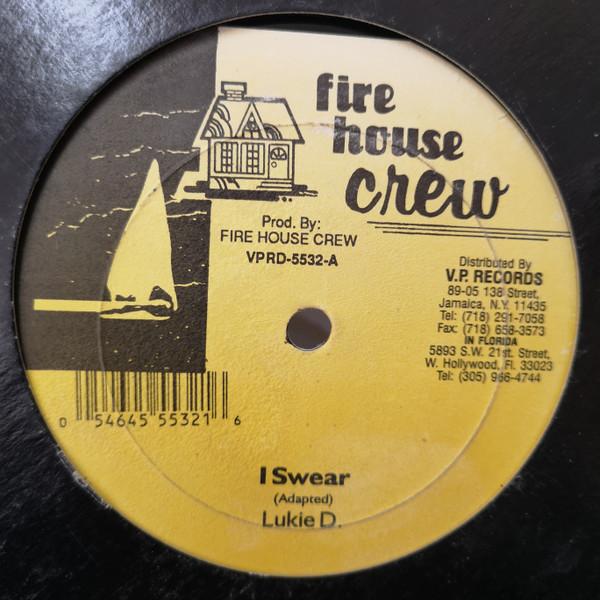 fire
house
crew
Prod. By:
FIRE HOUSE CREW
VPRD-5532-A
Distributed By
V.P. RECORDS
89-05 138 Street,
Jamaica, N.Y. 11435
Tel: (718) 291-7058
Fax: (718) 658-3573
IN FLORIDA
5893 S.W. 21st. Street,
W. Hollywood, Fl. 33023
Tel: (305) 966-4744
0 54645 55321 6
I Swear
(Adapted)
Lukie D.